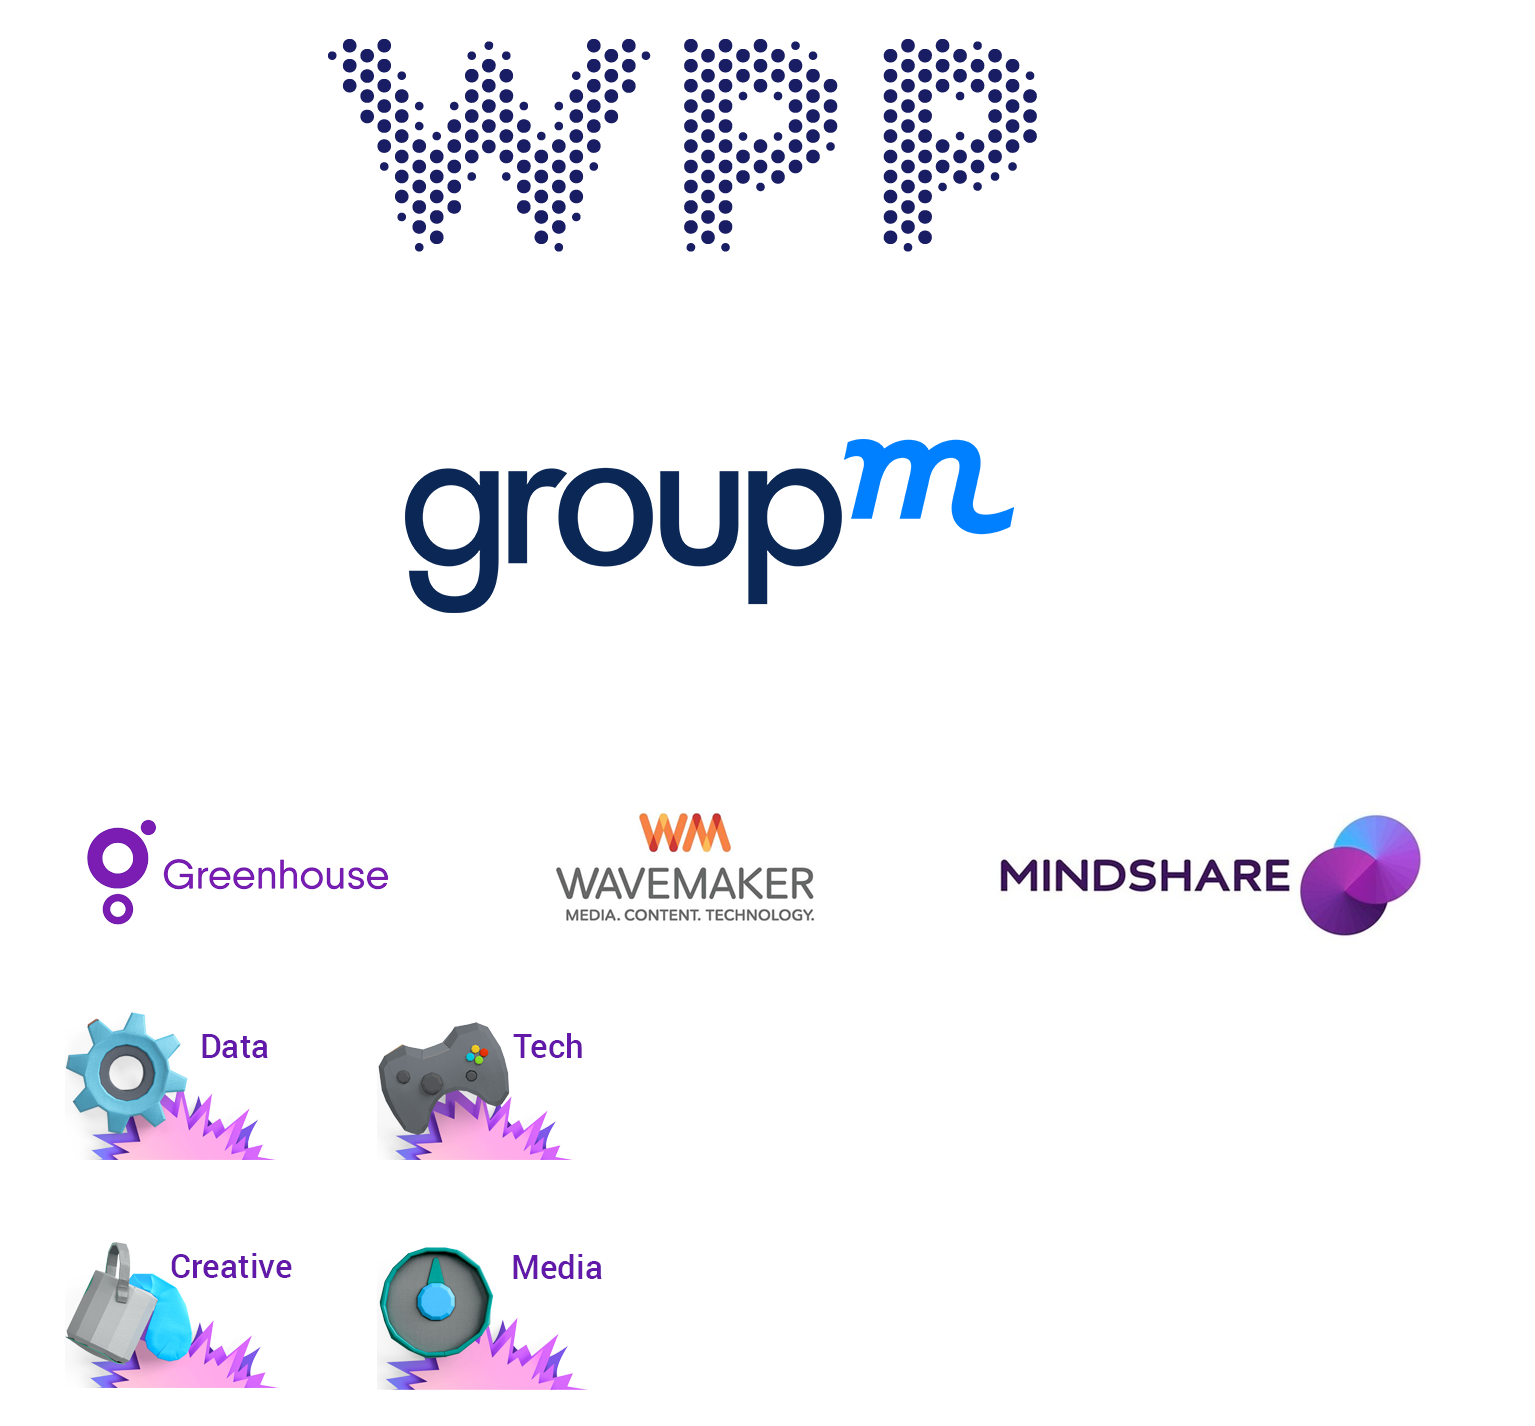 WPP
groupm
Greenhouse
WM
WAVEMAKER
MEDIA. CONTENT. TECHNOLOGY.
MINDSHARE
Data
Tech
Creative
Media